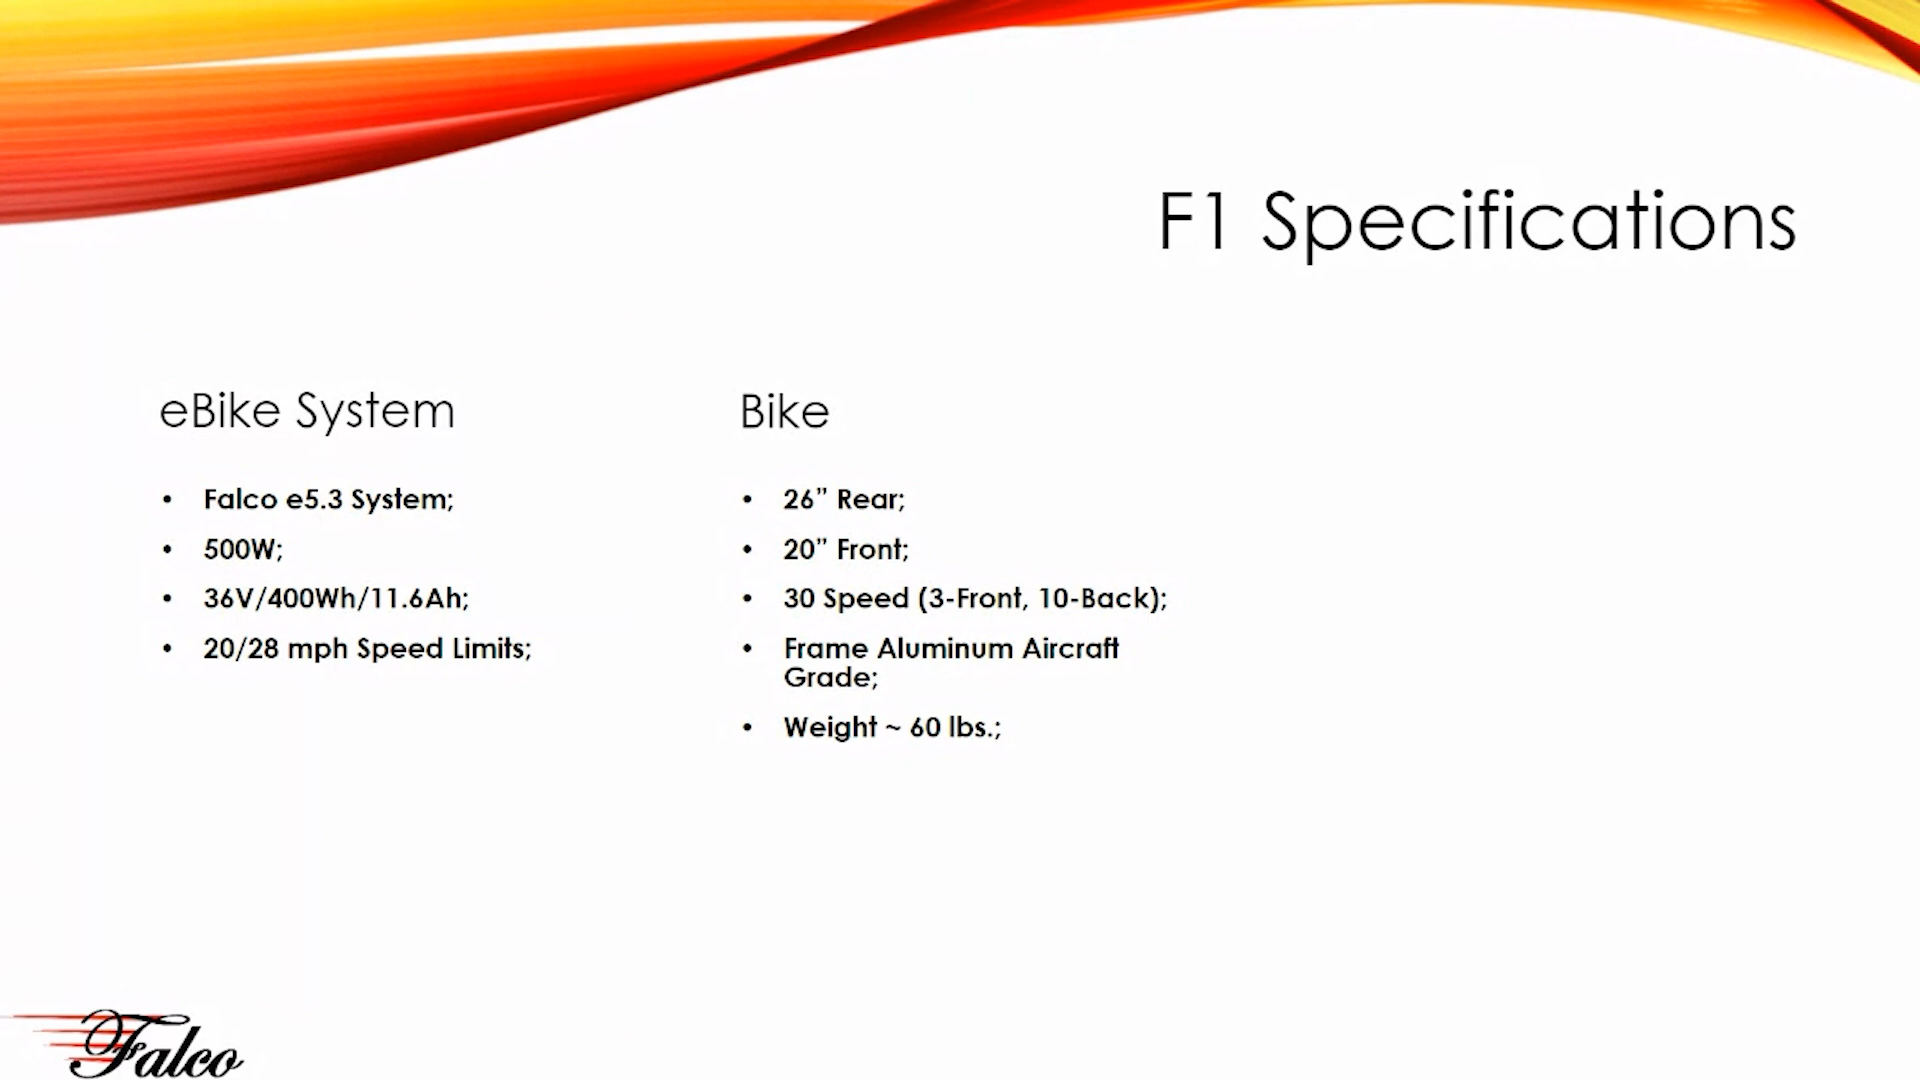 F1 Specifications
eBike System
• Falco e5.3 System;
• 500W;
• 36V/400Wh/11.6Ah;
• 20/28 mph Speed Limits;
Bike
• 26” Rear;
• 20” Front;
• 30 Speed (3-Front, 10-Back);
• Frame Aluminum Aircraft
Grade;
• Weight ~ 60 lbs.;
Falco